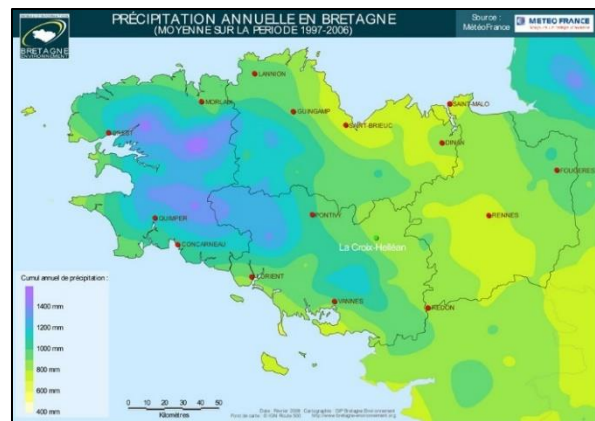 PRÉCIPITATION ANNUELLE EN BRETAGNE
(MOYENNE SUR LA PERIODE 1997-2006)
Source :
MétéoFrance
METEO FRANCE
BRETAGNE
ENVIRONNEMENT
LANNION
MORLAIX
GUINGAMP
SAINT-BRIEUC
SAINT-MALO
BREST
DINAN
FOUGERES
QUIMPER
PONTIVY
RENNES
La Croix-Helléan
CONCARNEAU
LORIENT
VANNES
REDON
Cumul annuel de précipitation :
1400 mm
1200 mm
1000 mm
800 mm
600 mm
400 mm
0 10 20 30 40 50
Kilomètres